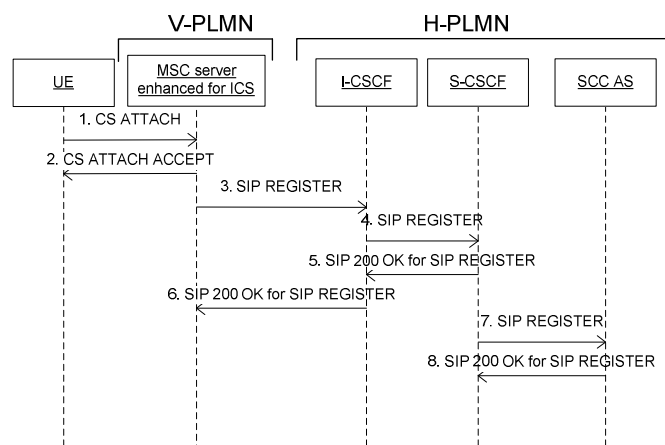 V-PLMN
H-PLMN
UE
MSC server
enhanced for ICS
I-CSCF
S-CSCF
SCC AS
1. CS ATTACH
2. CS ATTACH ACCEPT
3. SIP REGISTER
4. SIP REGISTER
5. SIP 200 OK for SIP REGISTER
6. SIP 200 OK for SIP REGISTER
7. SIP REGISTER
8. SIP 200 OK for SIP REGISTER